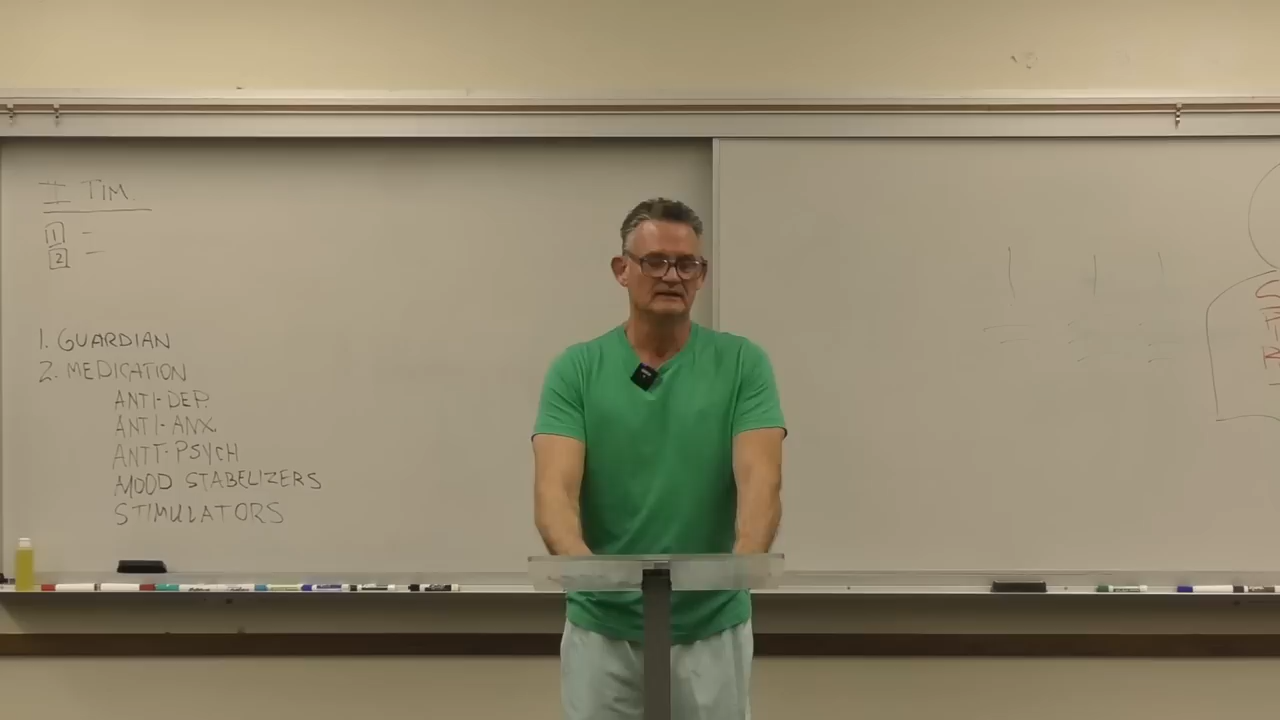 I TIM.
1 -
2 -
1. GUARDIAN
2. MEDICATION
ANTI-DEP.
ANTI-ANX.
ANTI-PSYCH
MOOD STABELIZERS
STIMULATORS